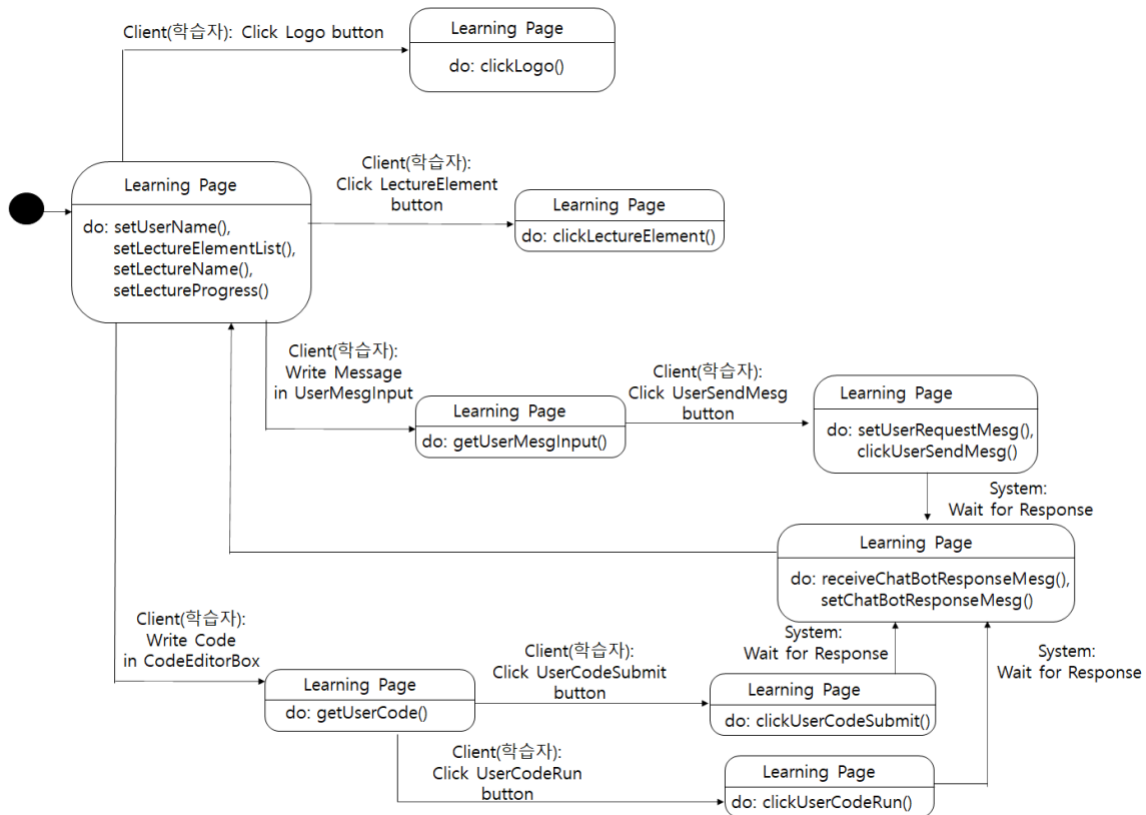 Client(학습자): Click Logo button
Learning Page
do: clickLogo()
Learning Page
do: setUserName(),
setLectureElementList(),
setLectureName(),
setLectureProgress()
Client(학습자):
Click LectureElement
button
Learning Page
do: clickLectureElement()
Client(학습자):
Write Message
in UserMesgInput
Learning Page
do: getUserMesgInput()
Client(학습자):
Click UserSendMesg
button
Learning Page
do: setUserRequestMesg(),
clickUserSendMesg()
System:
Wait for Response
Learning Page
do: receiveChatBotResponseMesg(),
setChatBotResponseMesg()
Client(학습자):
Write Code
in CodeEditorBox
Learning Page
do: getUserCode()
Client(학습자):
Click UserCodeSubmit
button
System:
Wait for Response
Learning Page
do: clickUserCodeSubmit()
System:
Wait for Response
Client(학습자):
Click UserCodeRun
button
Learning Page
do: clickUserCodeRun()